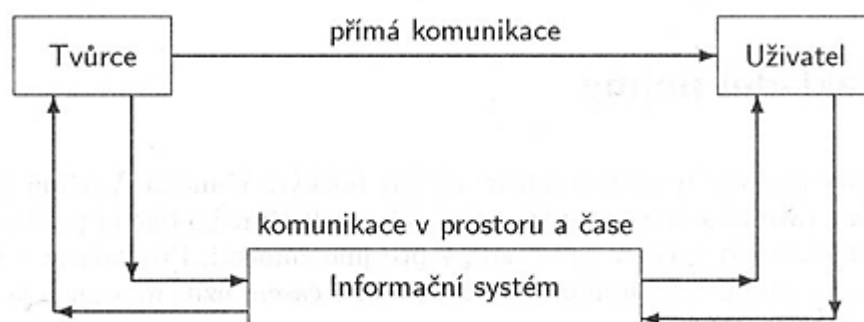 přímá komunikace
Tvůrce
Uživatel
komunikace v prostoru a čase
Informační systém